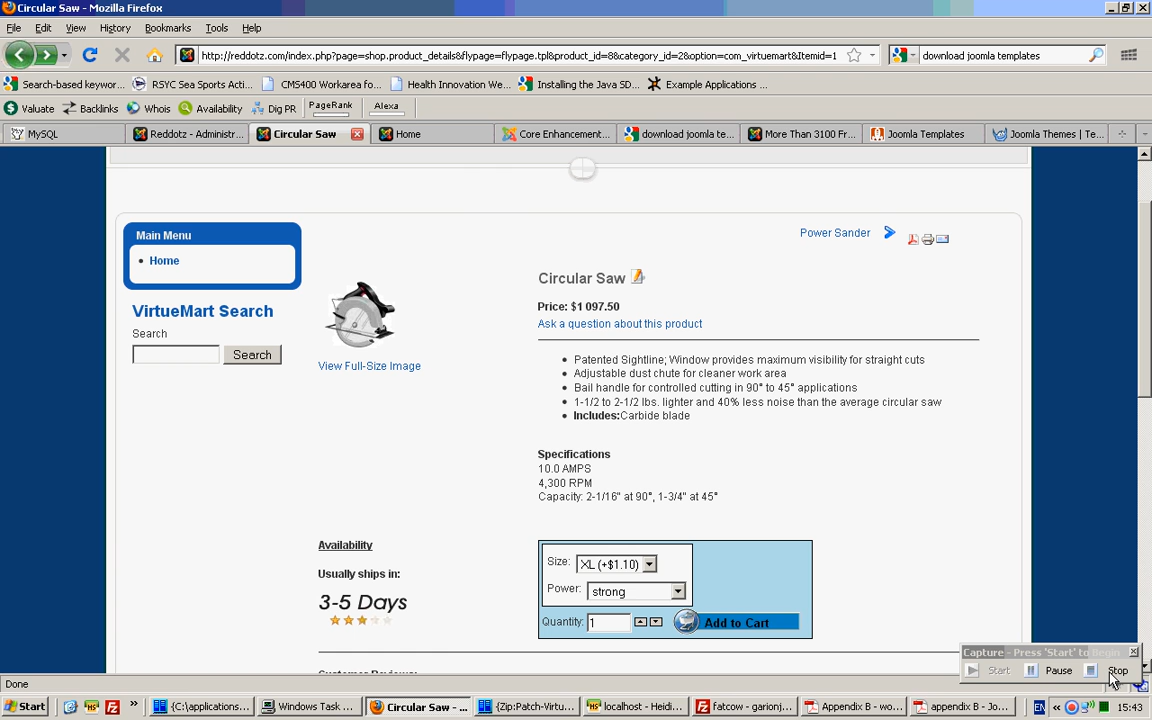 Circular Saw - Mozilla Firefox
File Edit View History Bookmarks Tools Help
http://reddotz.com/index.php?page=shop.product_details&flypage=flypage.tpl&product_id=8&category_id=2&option=com_virtuemart&Itemid=1
download joomla templates
Search-based keywor... RSYC Sea Sports Acti... CMS400 Workarea fo... Health Innovation We... Installing the Java SD... Example Applications ...
Valuate Backlinks Whois Availability Dig PR PageRank Alexa
MySQL Reddotz - Administr... Circular Saw Home Core Enhancement... download joomla te... More Than 3100 Fr... Joomla Templates Joomla Themes | Te...
Main Menu
Home
VirtueMart Search
Search
Search
Power Sander
View Full-Size Image
Circular Saw
Price: $1 097.50
Ask a question about this product
Patented Sightline; Window provides maximum visibility for straight cuts
Adjustable dust chute for cleaner work area
Bail handle for controlled cutting in 90° to 45° applications
1-1/2 to 2-1/2 lbs. lighter and 40% less noise than the average circular saw
Includes:Carbide blade
Specifications
10.0 AMPS
4,300 RPM
Capacity: 2-1/16" at 90°, 1-3/4" at 45°
Availability
Usually ships in:
3-5 Days
Size: XL (+$1.10)
Power: strong
Quantity: 1 Add to Cart
Customer Reviews:
Capture - Press 'Start' to Begin
Start Pause Stop
Done
Start {C:\applications... Windows Task ... Circular Saw - ... {Zip:Patch-Virtu... localhost - Heidi... fatcow - garionj... Appendix B - wo... appendix B - Jo... EN 15:43